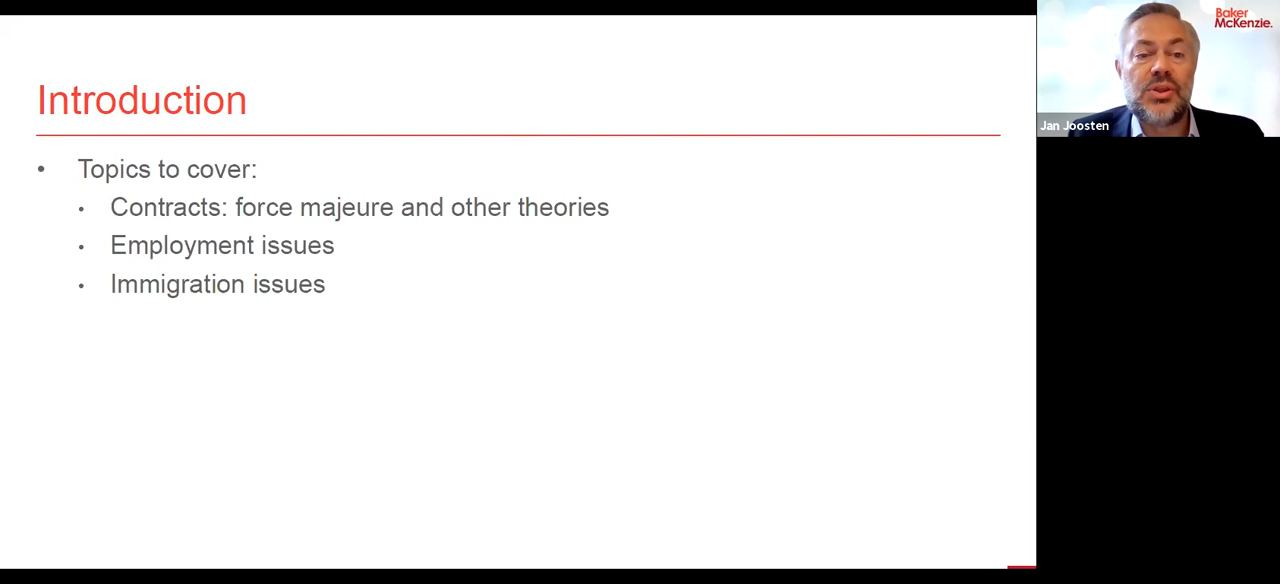 Introduction
• Topics to cover:
• Contracts: force majeure and other theories
• Employment issues
• Immigration issues
Baker
McKenzie.
Jan Joosten